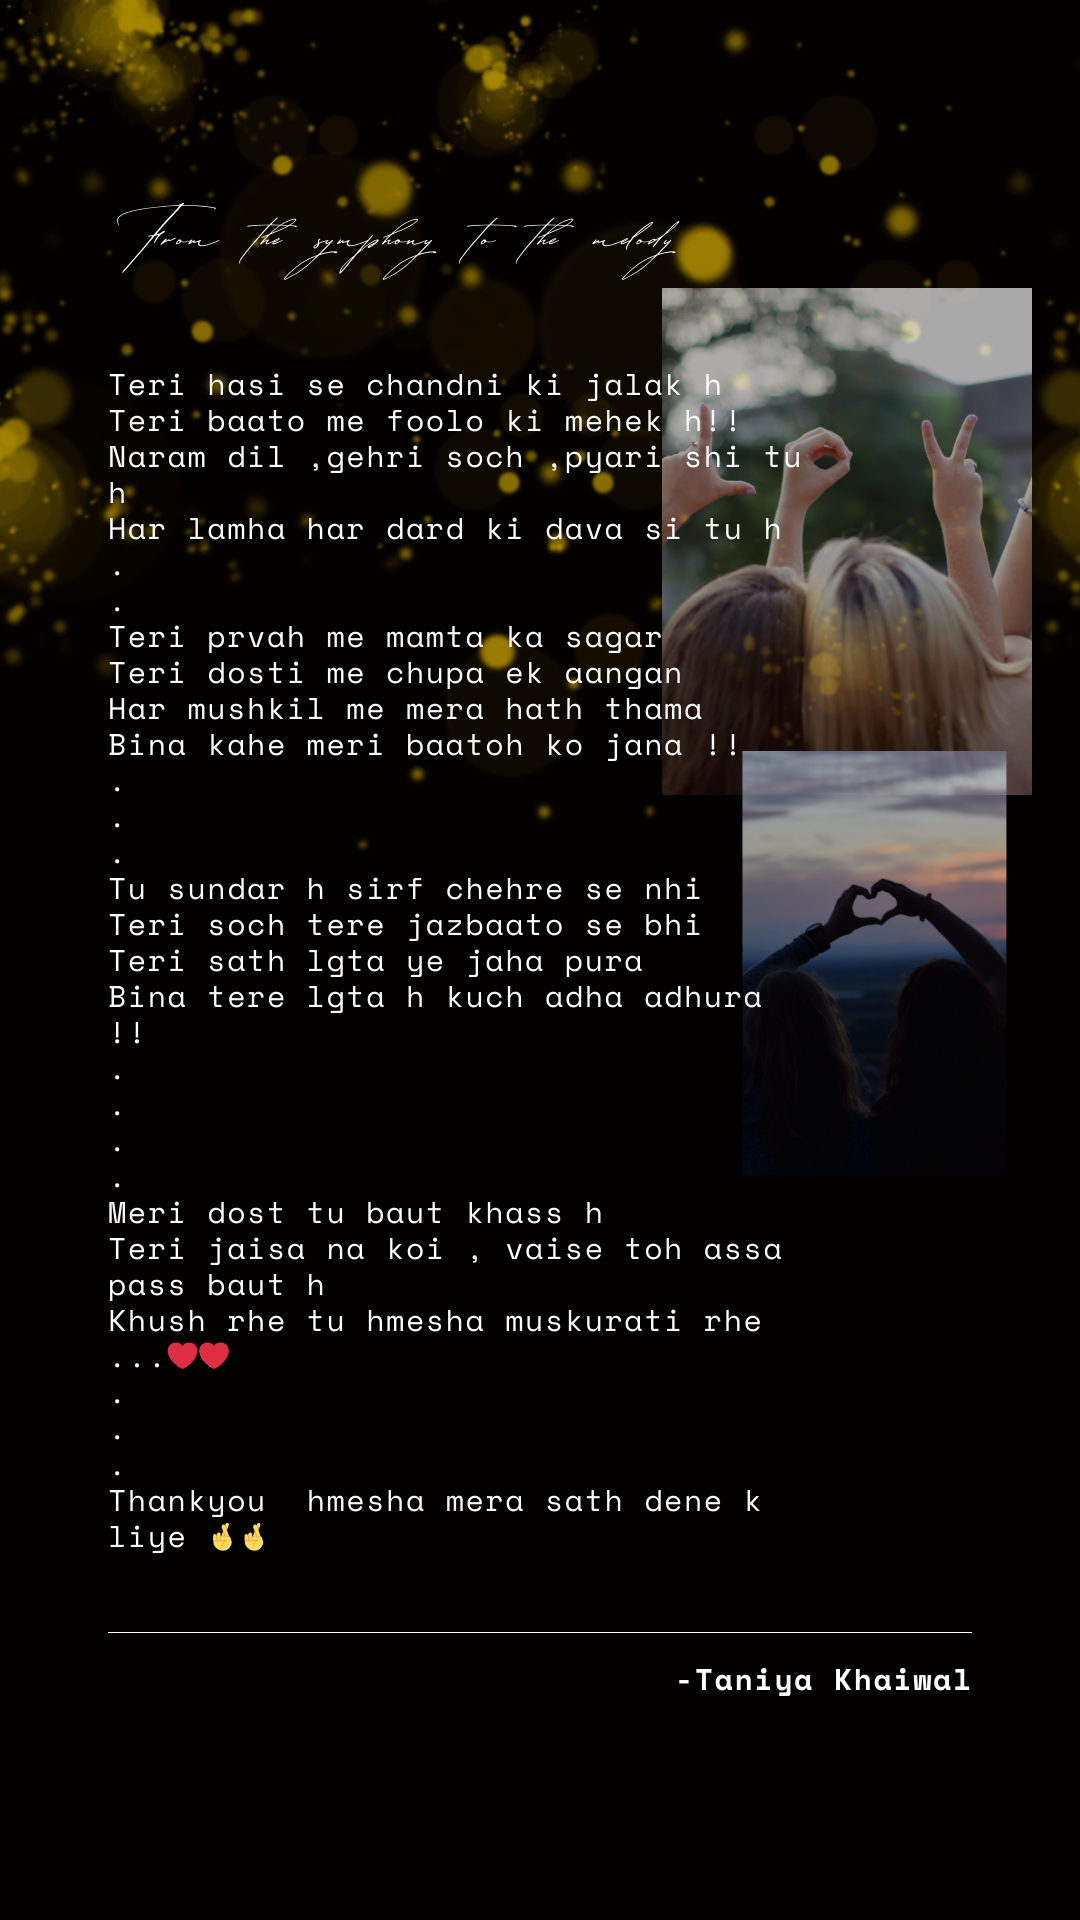 From the symphony to the melody
Teri hasi se chandni ki jalak h
Teri baato me foolo ki mehek h!!
Naram dil ,gehri soch ,pyari shi tu
h
Har lamha har dard ki dava si tu h
.
.
Teri prvah me mamta ka sagar
Teri dosti me chupa ek aangan
Har mushkil me mera hath thama
Bina kahe meri baatoh ko jana !!
.
.
.
Tu sundar h sirf chehre se nhi
Teri soch tere jazbaato se bhi
Teri sath lgta ye jaha pura
Bina tere lgta h kuch adha adhura
!!
.
.
.
.
Meri dost tu baut khass h
Teri jaisa na koi , vaise toh assa
pass baut h
Khush rhe tu hmesha muskurati rhe
...❤️❤️
.
.
.
Thankyou  hmesha mera sath dene k
liye 🤞🤞
-Taniya Khaiwal